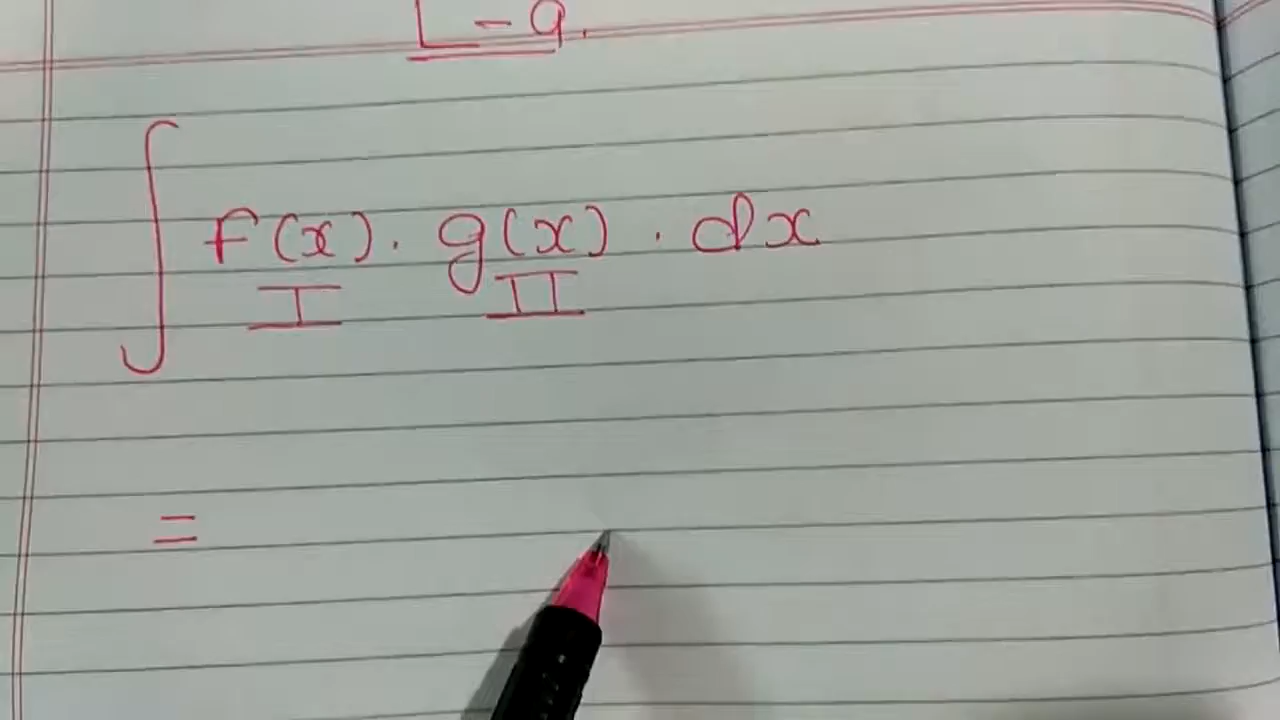 L-9.
∫ f(x). g(x). dx
I II
=